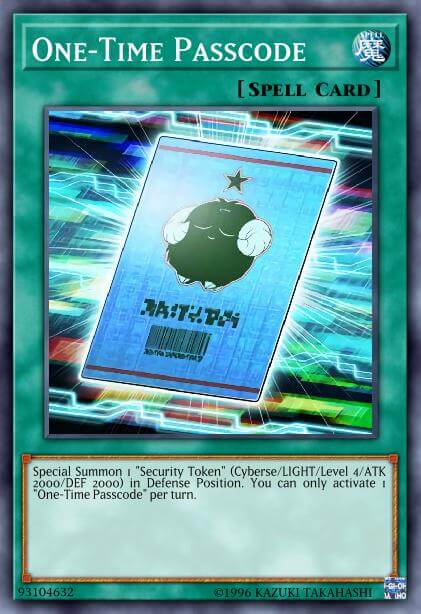 One-Time Passcode
[Spell Card]
Special Summon 1 "Security Token" (Cyberse/LIGHT/Level 4/ATK
2000/DEF 2000) in Defense Position. You can only activate 1
"One-Time Passcode" per turn.
93104632
©1996 KAZUKI TAKAHASHI